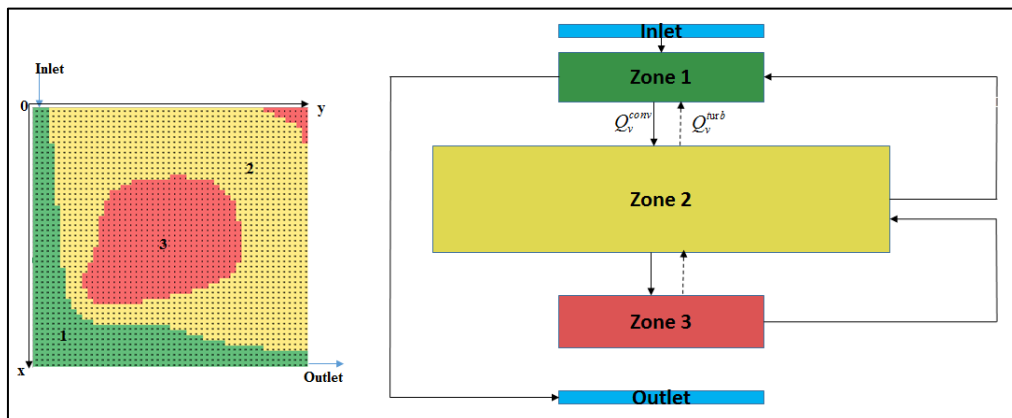 Inlet
0
y
2
3
1
x
Outlet
Inlet
Zone 1
Q_v^{conv} Q_v^{turb}
Zone 2
Zone 3
Outlet